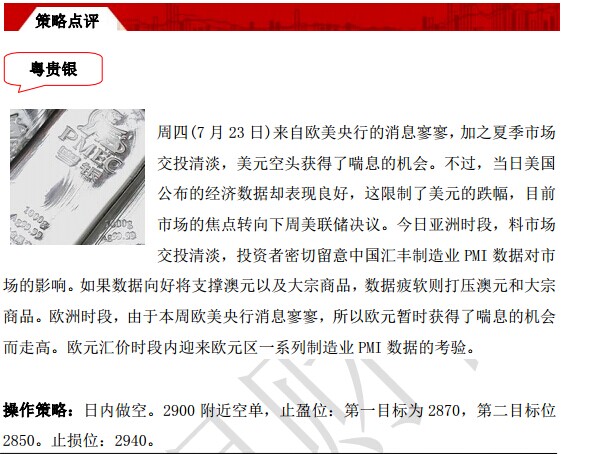 策略点评
粤贵银
PMEC
周四(7 月 23 日)来自欧美央行的消息寥寥，加之夏季市场
交投清淡，美元空头获得了喘息的机会。不过，当日美国
公布的经济数据却表现良好，这限制了美元的跌幅，目前
市场的焦点转向下周美联储决议。今日亚洲时段，料市场
交投清淡，投资者密切留意中国汇丰制造业 PMI 数据对市
场的影响。如果数据向好将支撑澳元以及大宗商品，数据疲软则打压澳元和大宗
商品。欧洲时段，由于本周欧美央行消息寥寥，所以欧元暂时获得了喘息的机会
而走高。欧元汇价时段内迎来欧元区一系列制造业 PMI 数据的考验。
操作策略：日内做空。2900 附近空单，止盈位：第一目标为 2870，第二目标位
2850。止损位：2940。